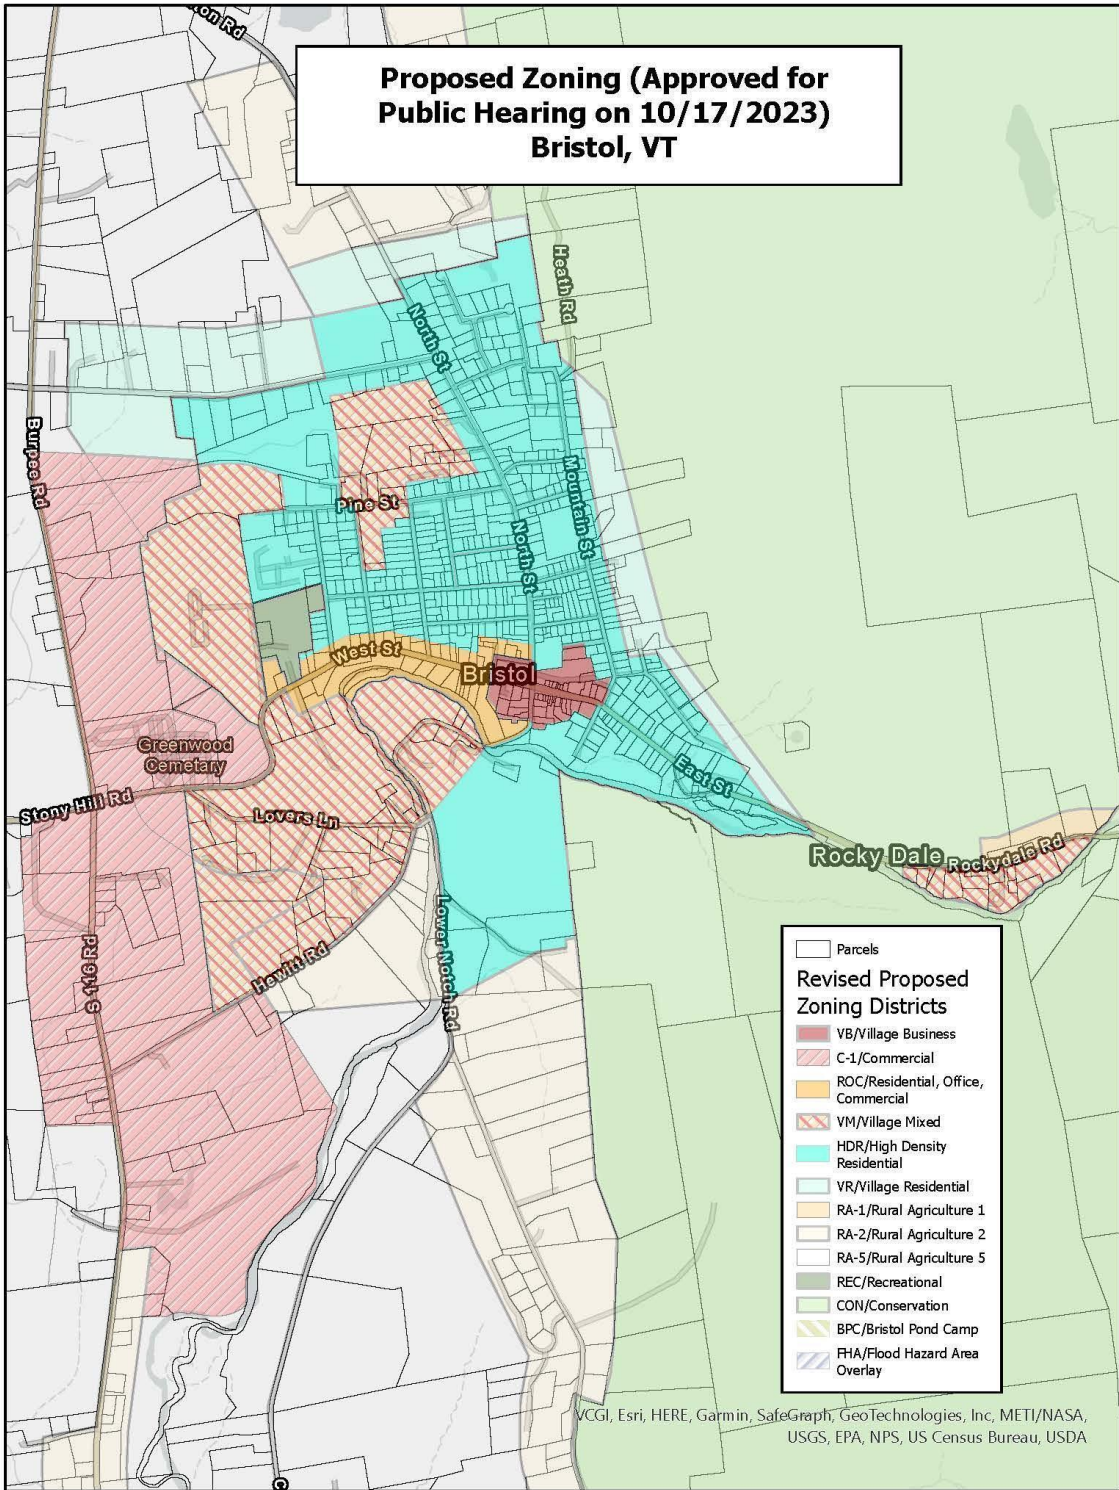 Proposed Zoning (Approved for
Public Hearing on 10/17/2023)
Bristol, VT
Heath Rd
North St
Burpee Rd
Mountain St
Pine St
North St
West St
Bristol
Greenwood
Cemetary
East St
Stony Hill Rd
Lovers Ln
Rocky Dale
Rockydale Rd
Lower Notch Rd
Hewitt Rd
S 116 Rd
Parcels
Revised Proposed
Zoning Districts
VB/Village Business
C-1/Commercial
ROC/Residential, Office,
Commercial
VM/Village Mixed
HDR/High Density
Residential
VR/Village Residential
RA-1/Rural Agriculture 1
RA-2/Rural Agriculture 2
RA-5/Rural Agriculture 5
REC/Recreational
CON/Conservation
BPC/Bristol Pond Camp
FHA/Flood Hazard Area
Overlay
VCGI, Esri, HERE, Garmin, SafeGraph, GeoTechnologies, Inc, METI/NASA,
USGS, EPA, NPS, US Census Bureau, USDA